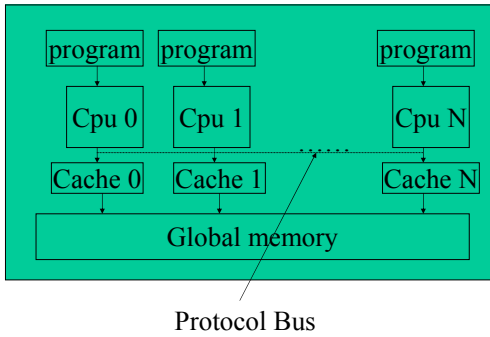 program program program
Cpu 0 Cpu 1 Cpu N
......
Cache 0 Cache 1 Cache N
Global memory
Protocol Bus